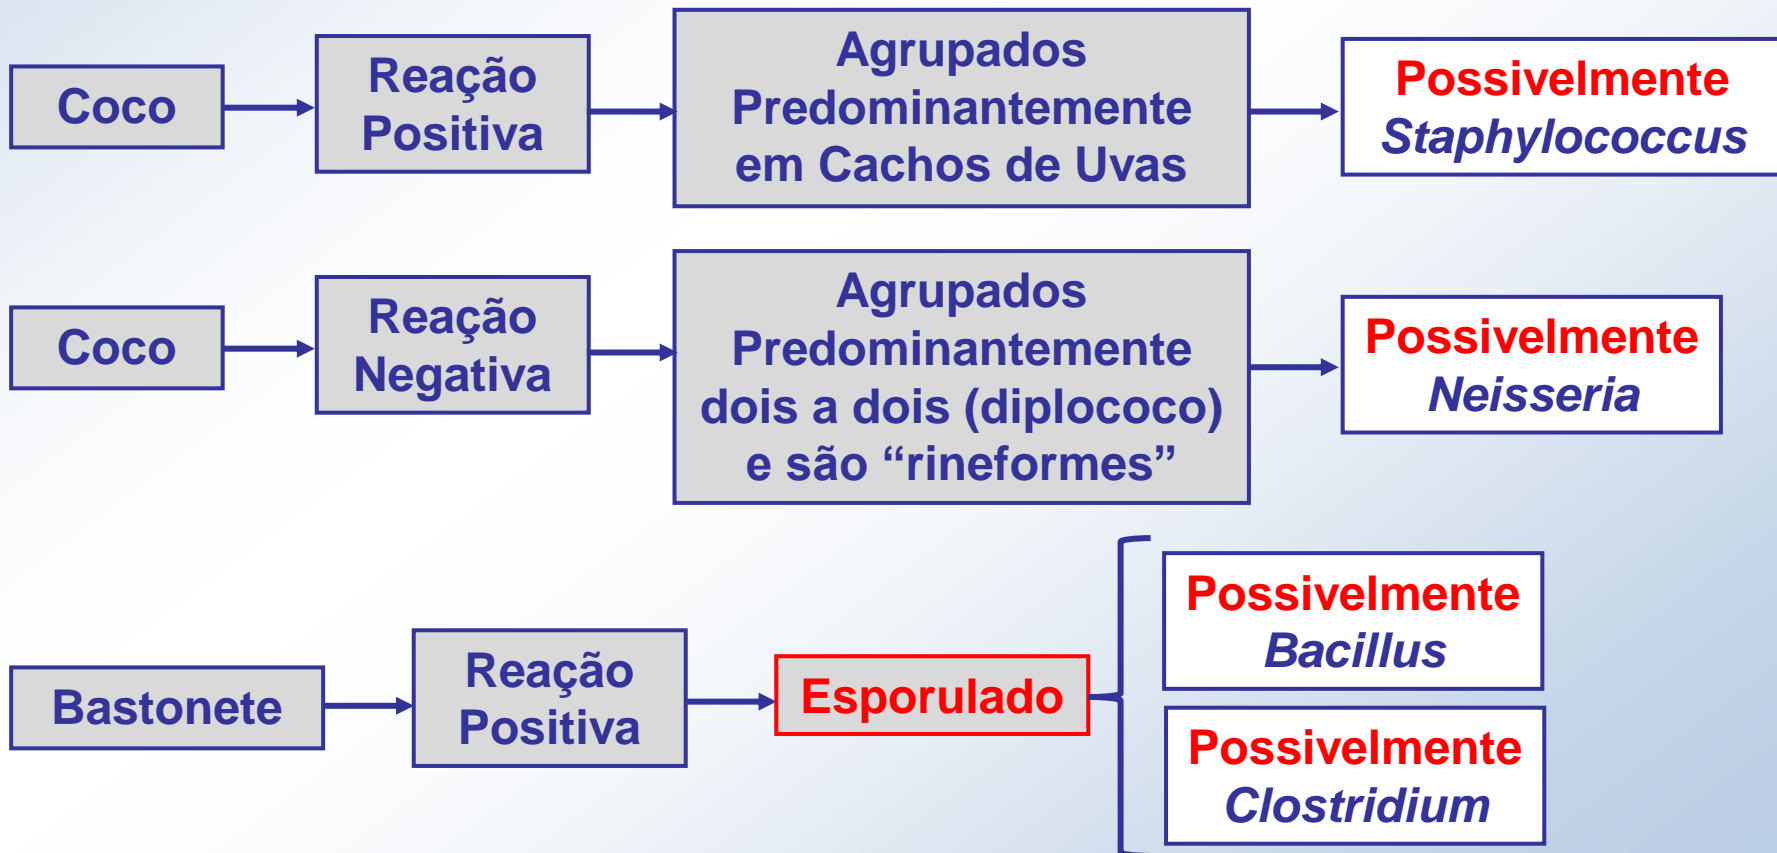 Coco
Reação
Positiva
Agrupados
Predominantemente
em Cachos de Uvas
Possivelmente
Staphylococcus
Coco
Reação
Negativa
Agrupados
Predominantemente
dois a dois (diplococo)
e são “rineformes”
Possivelmente
Neisseria
Bastonete
Reação
Positiva
Esporulado
Possivelmente
Bacillus
Possivelmente
Clostridium